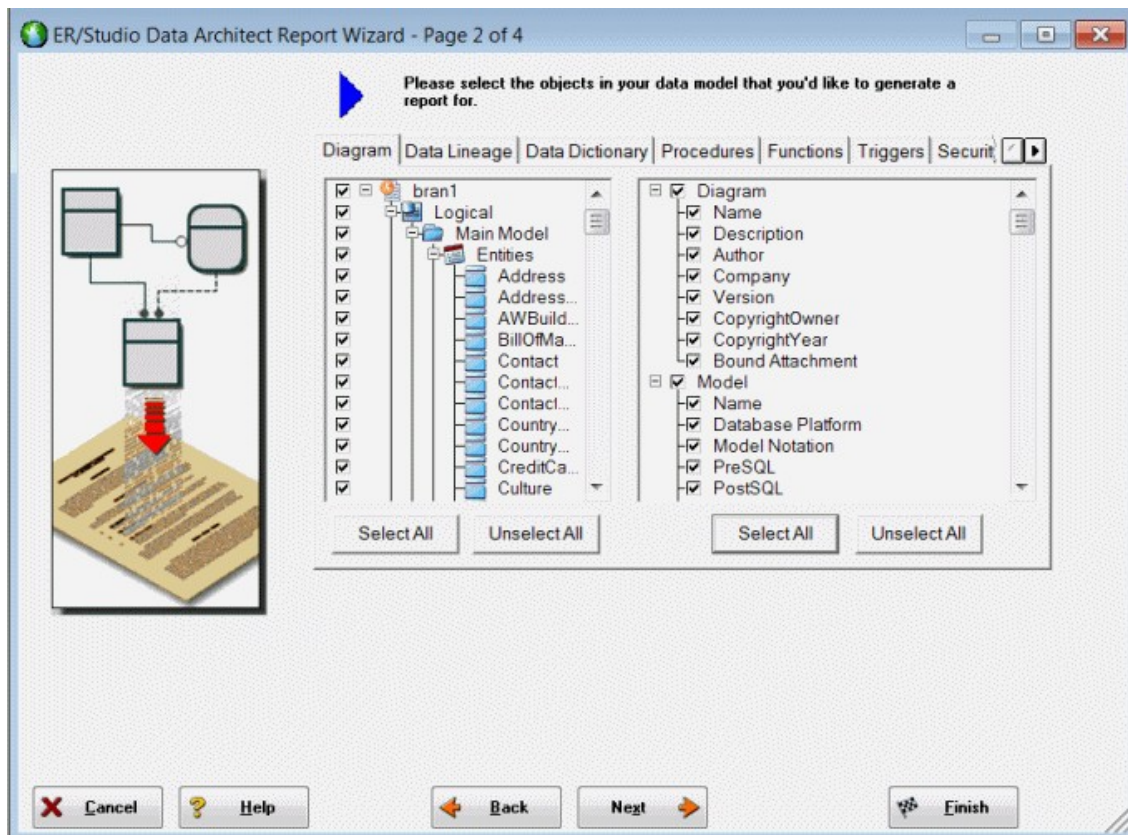 ER/Studio Data Architect Report Wizard - Page 2 of 4
Please select the objects in your data model that you'd like to generate a
report for.
Diagram
Data Lineage
Data Dictionary
Procedures
Functions
Triggers
Securit
bran1
Logical
Main Model
Entities
Address
Address...
AWBuild...
BillOfMa...
Contact
Contact...
Contact...
Country...
Country...
CreditCa...
Culture
Diagram
Name
Description
Author
Company
Version
CopyrightOwner
CopyrightYear
Bound Attachment
Model
Name
Database Platform
Model Notation
PreSQL
PostSQL
Select All
Unselect All
Select All
Unselect All
Cancel
Help
Back
Next
Finish